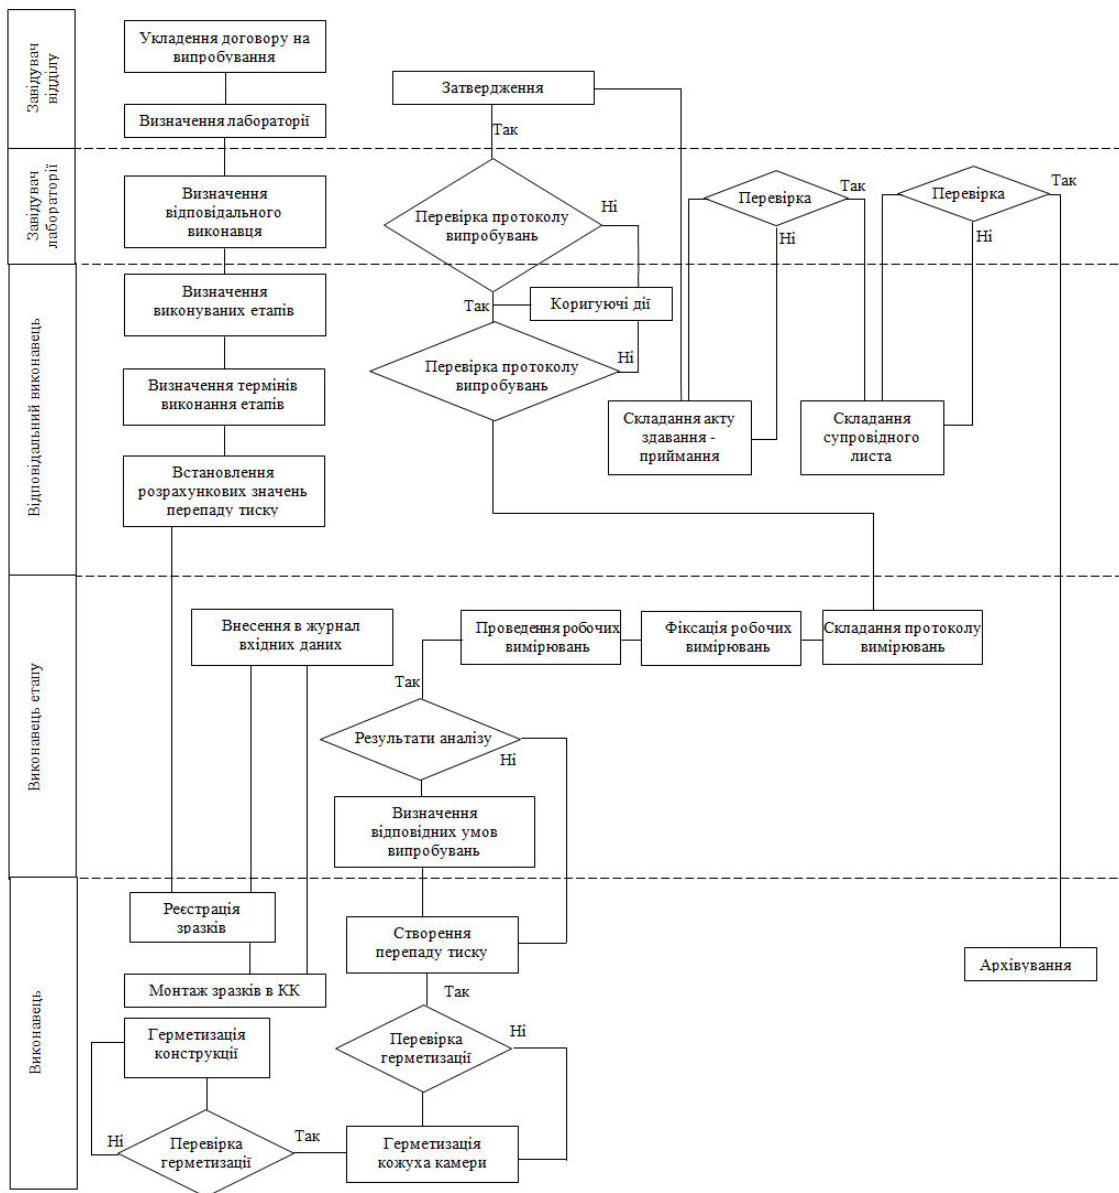 Завідувач
відділу
Укладення договору на
випробування
Визначення лабораторії
Затвердження
Так
Завідувач
лабораторії
Визначення
відповідального
виконавця
Перевірка протоколу
випробувань
Ні
Перевірка
Так
Ні
Перевірка
Так
Ні
Відповідальний виконавець
Визначення
виконуваних етапів
Так
Коригуючі дії
Перевірка протоколу
випробувань
Ні
Визначення термінів
виконання етапів
Складання акту
здавання -
приймання
Складання
супровідного
листа
Встановлення
розрахункових значень
перепаду тиску
Виконавець етапу
Внесення в журнал
вхідних даних
Проведення робочих
вимірювань
Фіксація робочих
вимірювань
Складання протоколу
вимірювань
Так
Результати аналізу
Ні
Визначення
відповідних умов
випробувань
Виконавець
Реєстрація
зразків
Створення
перепаду тиску
Архівування
Монтаж зразків в КК
Так
Герметизація
конструкції
Перевірка
герметизації
Ні
Ні
Перевірка
герметизації
Так
Герметизація
кожуха камери